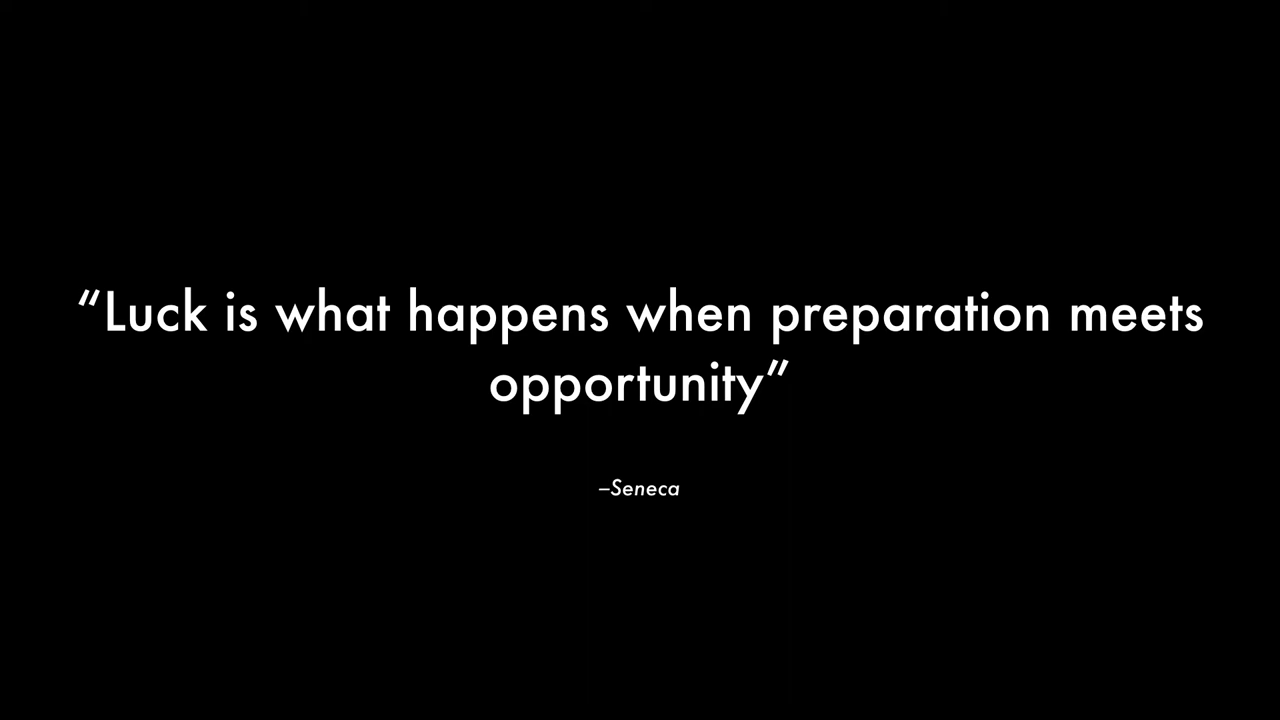 “Luck is what happens when preparation meets
opportunity”
–Seneca